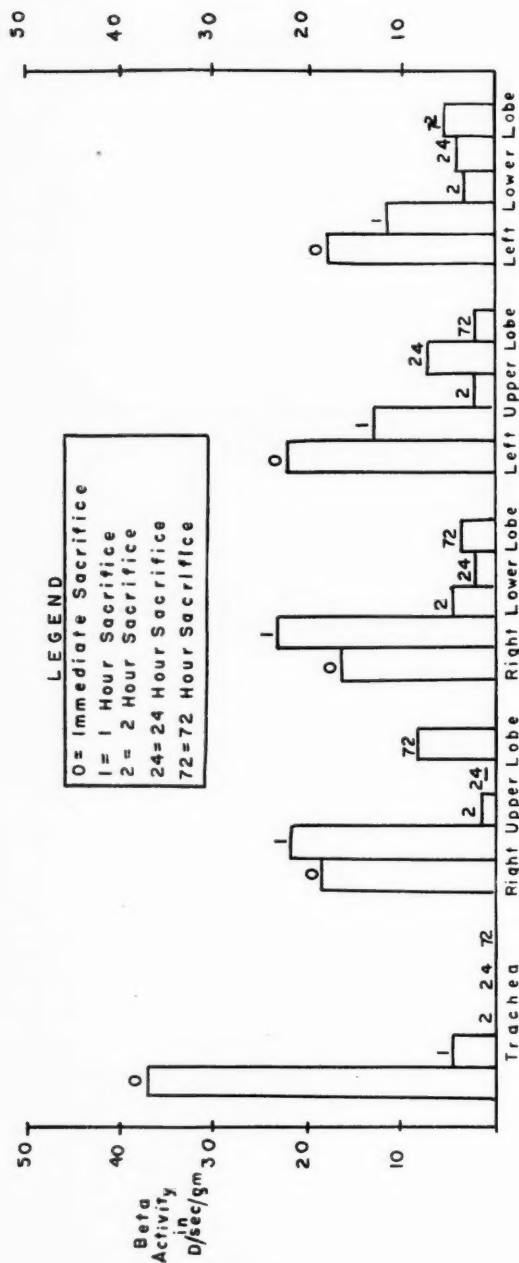 50
40
30
20
10
Beta
Activity
in
D/sec/gm
LEGEND
0= Immediate Sacrifice
1= 1 Hour Sacrifice
2= 2 Hour Sacrifice
24=24 Hour Sacrifice
72=72 Hour Sacrifice
50
40
30
20
10
0
1
2
24
72
0
1
2
24
72
0
1
2
24
72
0
1
2
24
72
0
1
2
24
72
Trachea
Right Upper Lobe
Right Lower Lobe
Left Upper Lobe
Left Lower Lobe